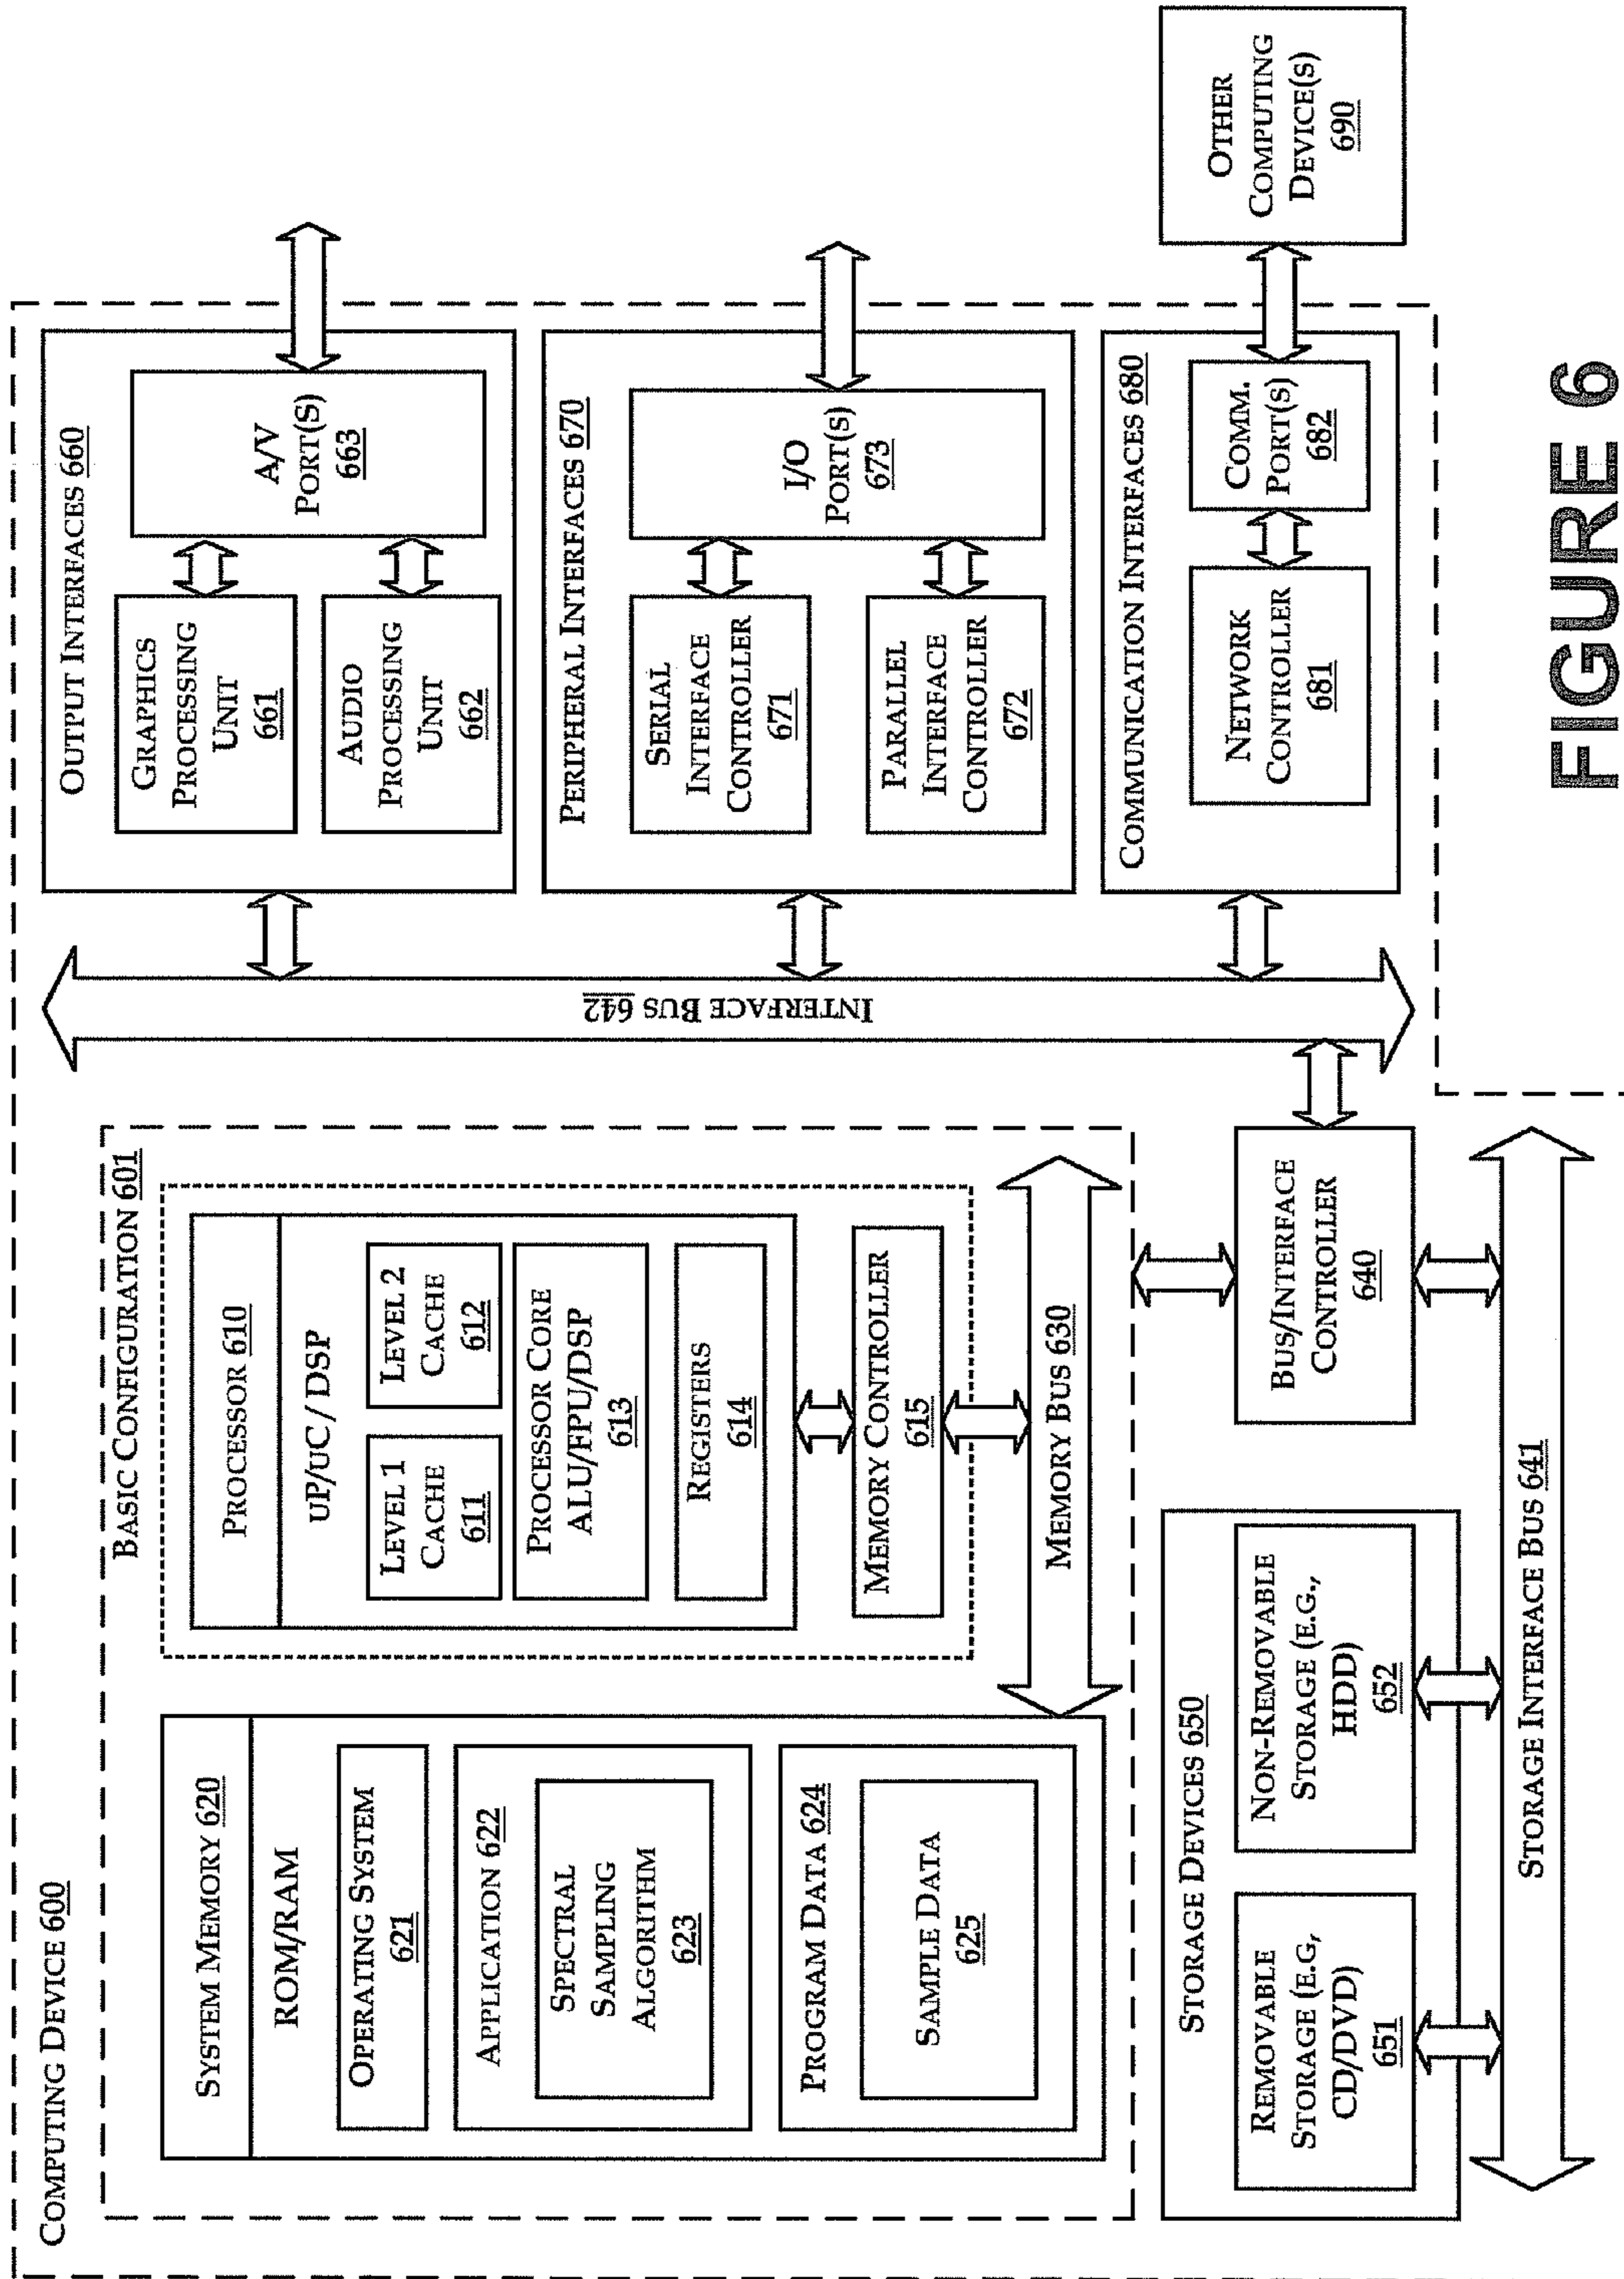 COMPUTING DEVICE 600
BASIC CONFIGURATION 601
SYSTEM MEMORY 620
ROM/RAM
OPERATING SYSTEM
621
APPLICATION 622
SPECTRAL
SAMPLING
ALGORITHM
623
PROGRAM DATA 624
SAMPLE DATA
625
PROCESSOR 610
UP/UC / DSP
LEVEL 1
CACHE
611
LEVEL 2
CACHE
612
PROCESSOR CORE
ALU/FPU/DSP
613
REGISTERS
614
MEMORY CONTROLLER
615
MEMORY BUS 630
BUS/INTERFACE
CONTROLLER
640
STORAGE DEVICES 650
REMOVABLE
STORAGE (E.G,
CD/DVD)
651
NON-REMOVABLE
STORAGE (E.G.,
HDD)
652
STORAGE INTERFACE BUS 641
INTERFACE BUS 642
OUTPUT INTERFACES 660
GRAPHICS
PROCESSING
UNIT
661
AUDIO
PROCESSING
UNIT
662
A/V
PORT(S)
663
PERIPHERAL INTERFACES 670
SERIAL
INTERFACE
CONTROLLER
671
PARALLEL
INTERFACE
CONTROLLER
672
I/O
PORT(S)
673
COMMUNICATION INTERFACES 680
NETWORK
CONTROLLER
681
COMM.
PORT(S)
682
OTHER
COMPUTING
DEVICE(S)
690
FIGURE 6